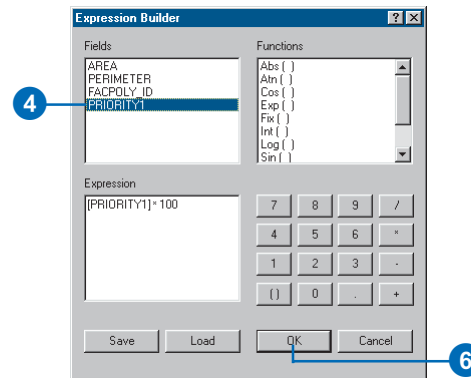 Expression Builder ? ×
Fields
AREA
PERIMETER
FACPOLY_ID
PRIORITY1
4
Functions
Abs ( )
Atn ( )
Cos ( )
Exp ( )
Fix ( )
Int ( )
Log ( )
Sin ( )
Expression
[PRIORITY1] * 100
7 8 9 /
4 5 6 *
1 2 3 -
( ) 0 . +
Save Load OK Cancel
6